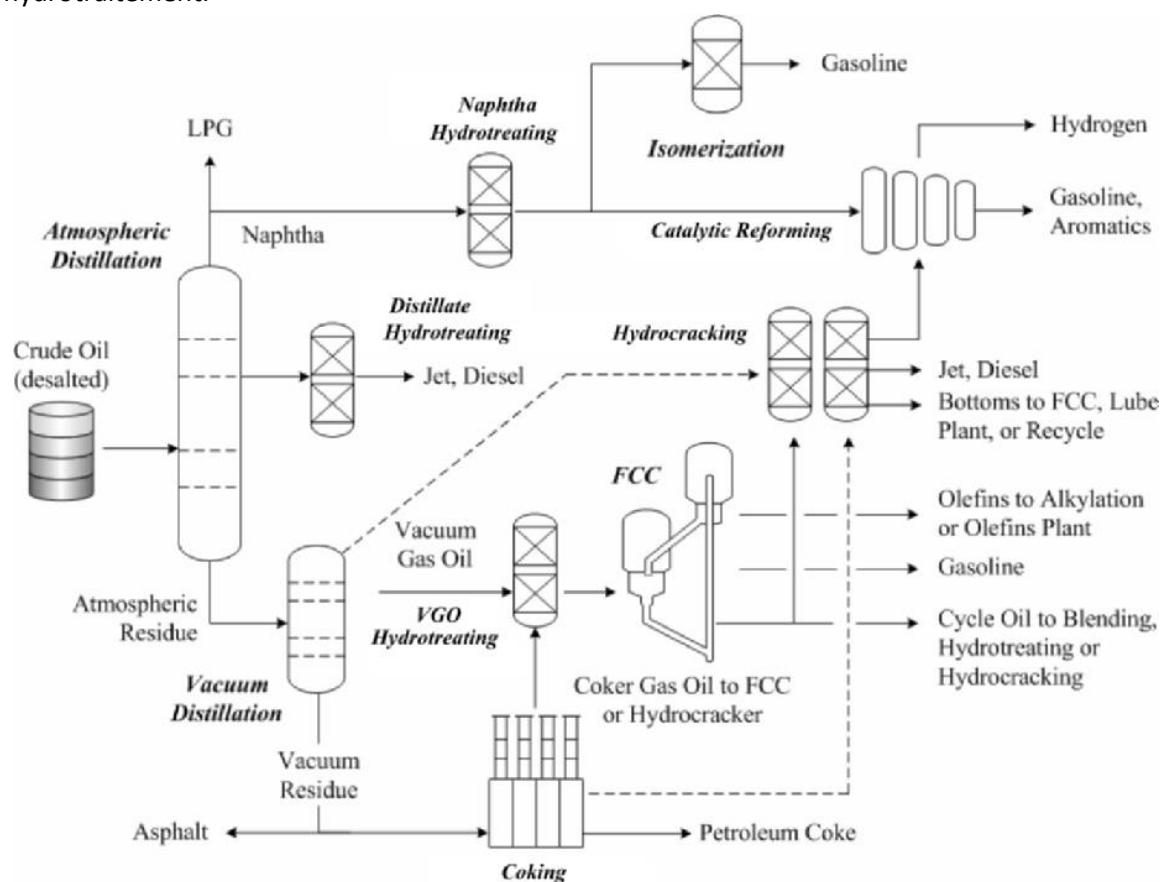 hydrotraitement.
Gasoline
Naphtha
Hydrotreating
LPG
Isomerization
Hydrogen
Gasoline,
Aromatics
Atmospheric
Distillation
Naphtha
Catalytic Reforming
Distillate
Hydrotreating
Hydrocracking
Crude Oil
(desalted)
Jet, Diesel
Jet, Diesel
Bottoms to FCC, Lube
Plant, or Recycle
FCC
Olefins to Alkylation
or Olefins Plant
Vacuum
Gas Oil
Gasoline
Atmospheric
Residue
VGO
Hydrotreating
Cycle Oil to Blending,
Hydrotreating or
Hydrocracking
Vacuum
Distillation
Coker Gas Oil to FCC
or Hydrocracker
Vacuum
Residue
Asphalt
Petroleum Coke
Coking